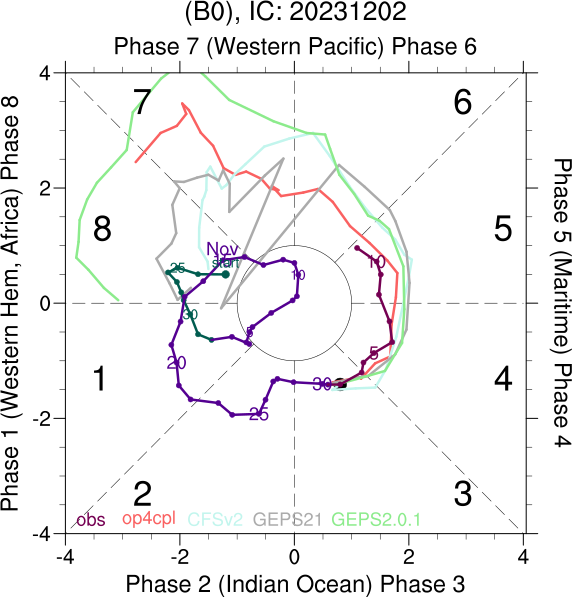 (B0), IC: 20231202
Phase 7 (Western Pacific) Phase 6
Phase 1 (Western Hem, Africa) Phase 8
Phase 5 (Maritime) Phase 4
4
2
0
-2
-4
7
6
8
5
1
4
2
3
Nov
start
25
10
10
30
5
5
20
25
30
obs op4cpl CFSv2 GEPS21 GEPS2.0.1
-4 -2 0 2 4
Phase 2 (Indian Ocean) Phase 3